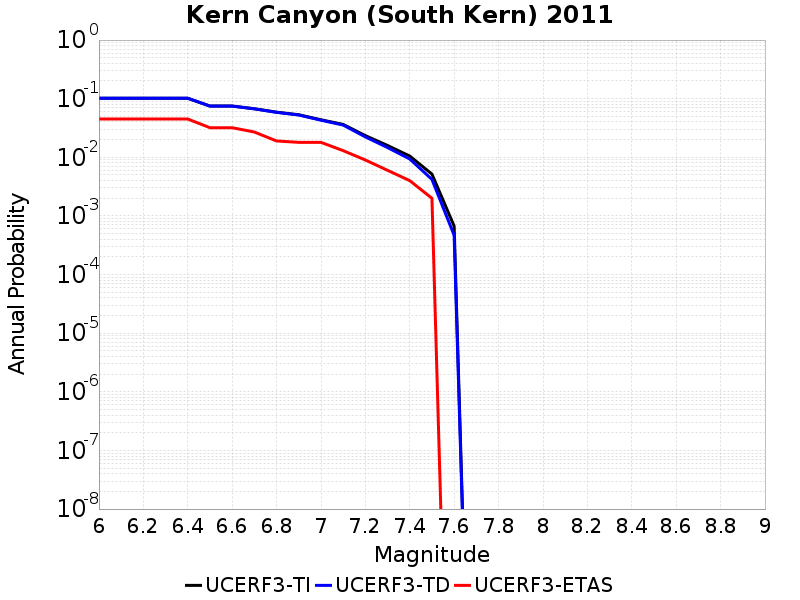 Kern Canyon (South Kern) 2011
Annual Probability
10^0
10^-1
10^-2
10^-3
10^-4
10^-5
10^-6
10^-7
10^-8
6 6.2 6.4 6.6 6.8 7 7.2 7.4 7.6 7.8 8 8.2 8.4 8.6 8.8 9
Magnitude
UCERF3-TI UCERF3-TD UCERF3-ETAS